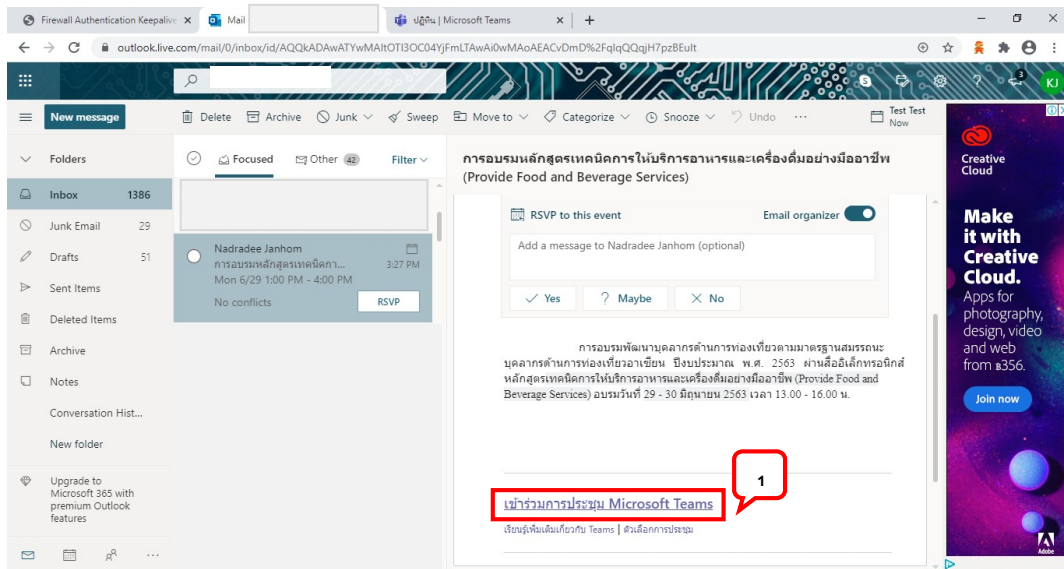 Firewall Authentication Keepalive
Mail
ปฏิทิน | Microsoft Teams
outlook.live.com/mail/0/inbox/id/AQQkADAwATYwMAItOTI3OC04YjFmLTAwAi0wMAoAEACvDmD%2FqlqQQqjH7pzBEult
S
3
KJ
New message
Delete
Archive
Junk
Sweep
Move to
Categorize
Snooze
Undo
Test Test
Now
Folders
Inbox 1386
Junk Email 29
Drafts 51
Sent Items
Deleted Items
Archive
Notes
Conversation Hist...
New folder
Upgrade to
Microsoft 365 with
premium Outlook
features
Focused
Other 42
Filter
Nadradee Janhom
การอบรมหลักสูตรเทคนิคกา... 3:27 PM
Mon 6/29 1:00 PM - 4:00 PM
No conflicts
RSVP
การอบรมหลักสูตรเทคนิคการให้บริการอาหารและเครื่องดื่มอย่างมืออาชีพ
(Provide Food and Beverage Services)
RSVP to this event
Email organizer
Add a message to Nadradee Janhom (optional)
Yes
? Maybe
No
การอบรมพัฒนาบุคลากรด้านการท่องเที่ยวตามมาตรฐานสมรรถนะ
บุคลากรด้านการท่องเที่ยวอาเซียน ปีงบประมาณ พ.ศ. 2563 ผ่านสื่ออิเล็กทรอนิกส์
หลักสูตรเทคนิคการให้บริการอาหารและเครื่องดื่มอย่างมืออาชีพ (Provide Food and
Beverage Services) อบรมวันที่ 29 - 30 มิถุนายน 2563 เวลา 13.00 - 16.00 น.
1
เข้าร่วมการประชุม Microsoft Teams
เรียนรู้เพิ่มเติมเกี่ยวกับ Teams | ตัวเลือกการประชุม
Creative
Cloud
Make
it with
Creative
Cloud.
Apps for
photography,
design, video
and web
from ฿356.
Join now
Adobe